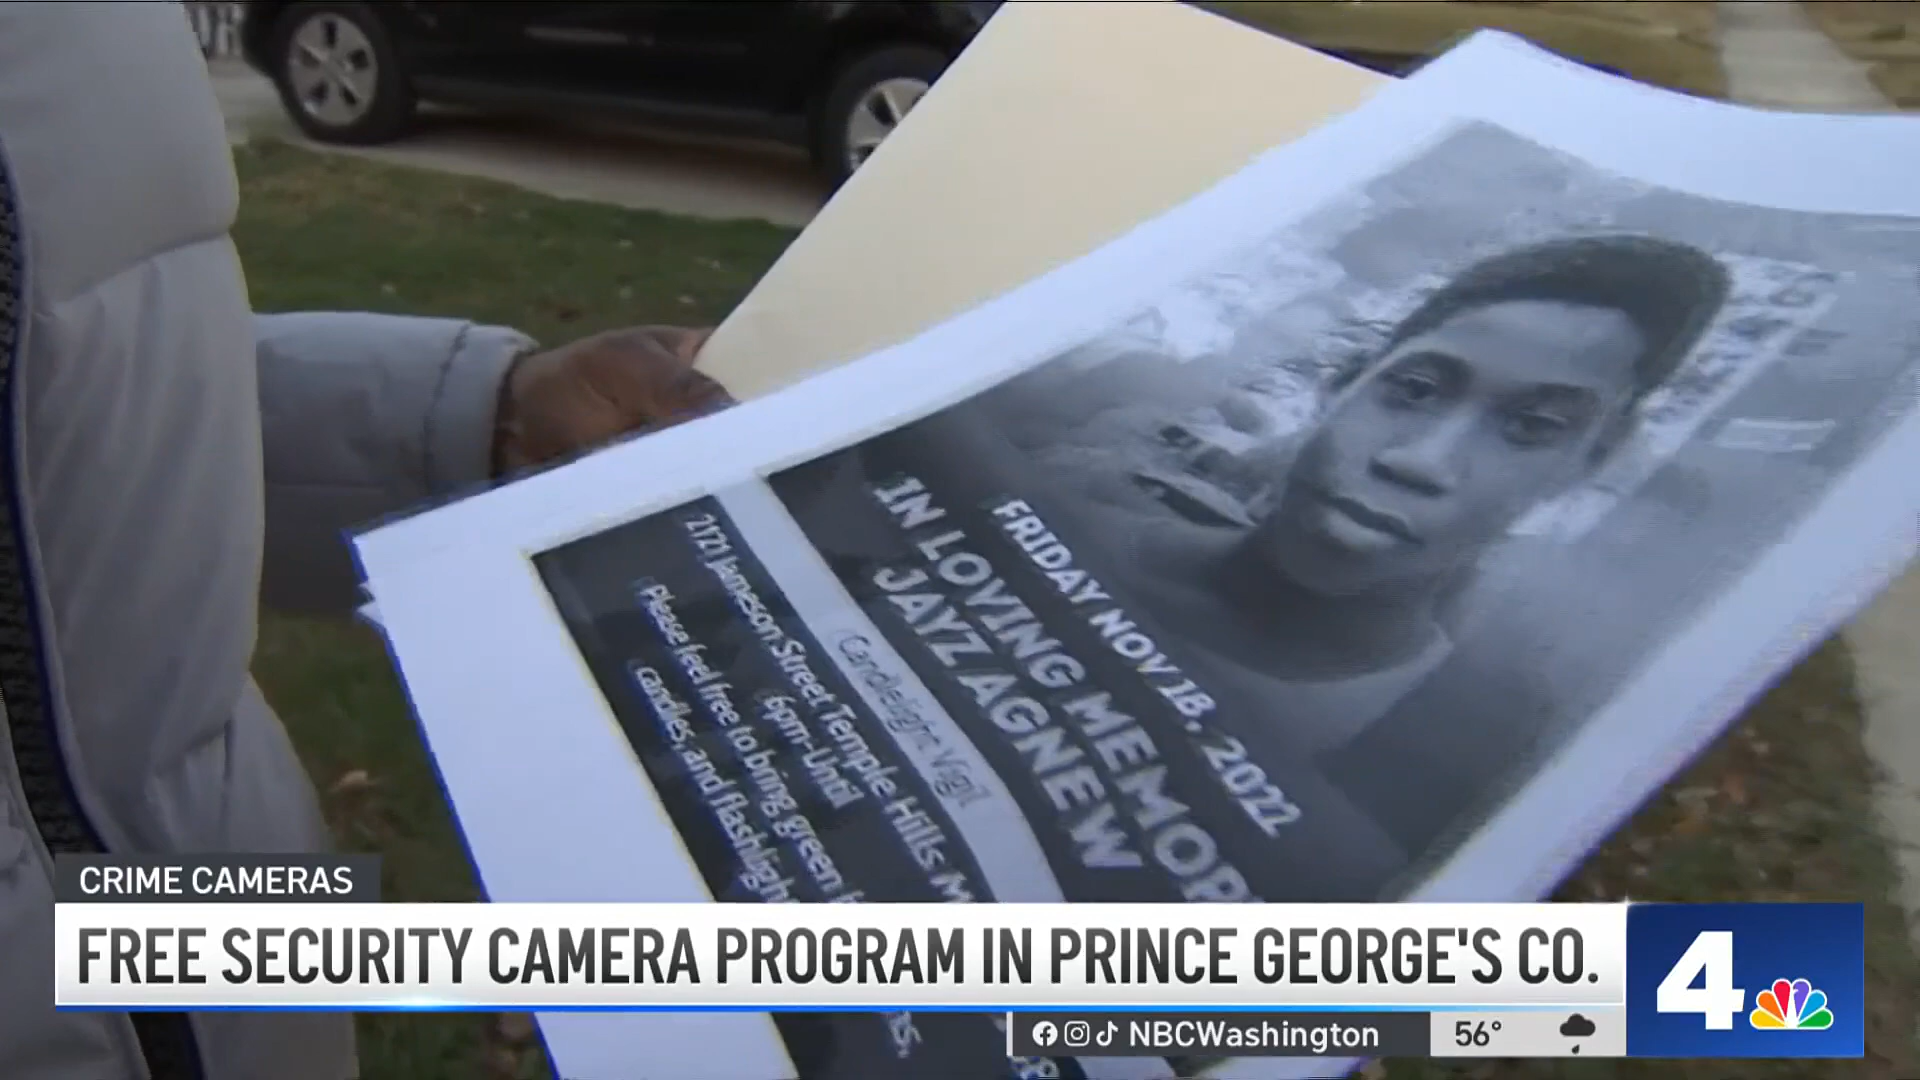 FRIDAY NOV 18, 2022
IN LOVING MEMOR
JAYZ AGNEW
Candlelight Vigil
2121 Jameson Street Temple Hills M
6pm-Until
Please feel free to bring green
candles, and flashligh
CRIME CAMERAS
FREE SECURITY CAMERA PROGRAM IN PRINCE GEORGE'S CO.
4
NBCWashington
56°